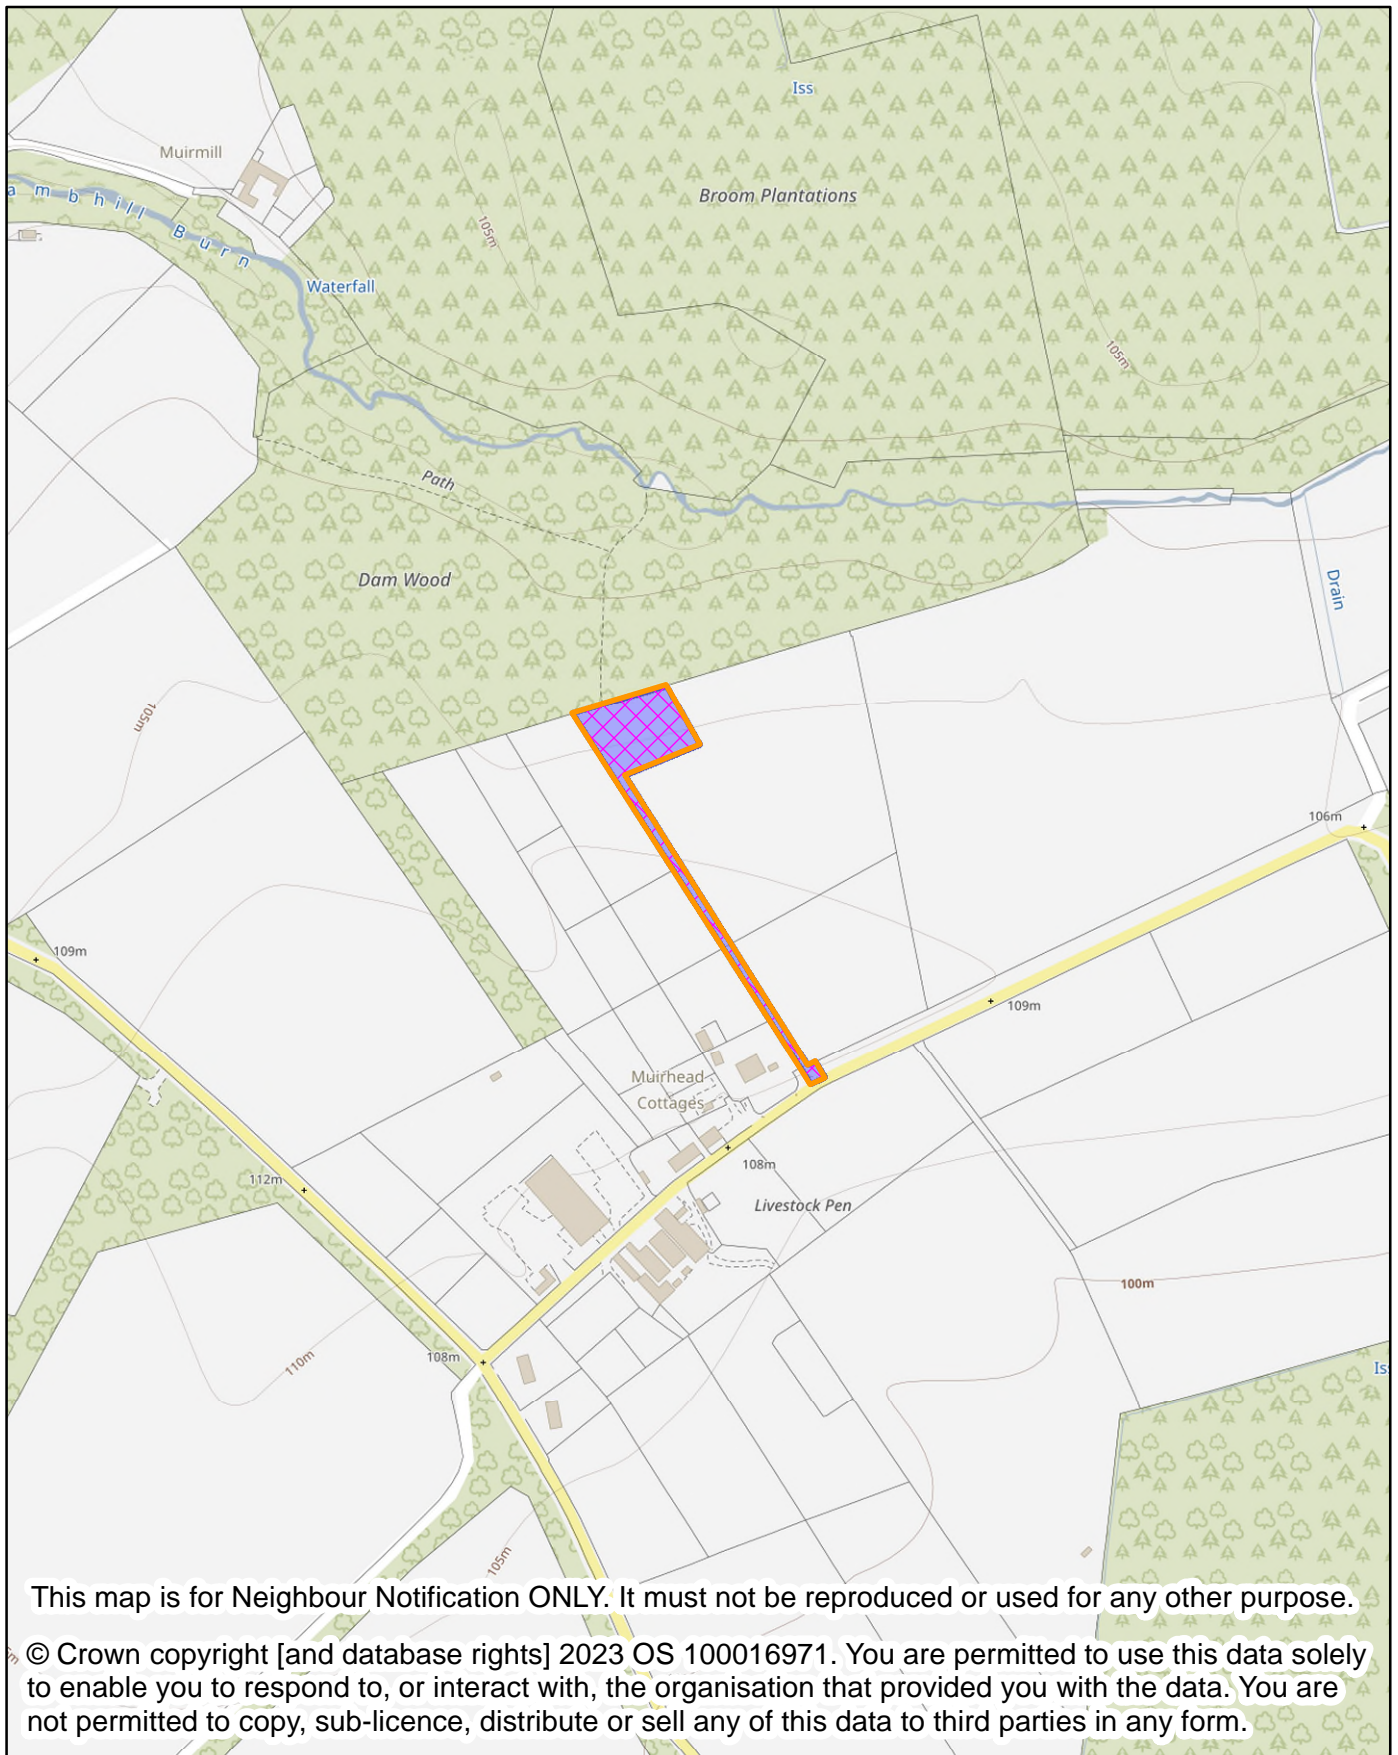 Iss
Muirmill
Broom Plantations
ambhill Burn
105m
Waterfall
105m
Path
Dam Wood
Drain
105m
106m
109m
109m
Muirhead
Cottages
108m
112m
Livestock Pen
100m
110m
108m
Iss
105m
This map is for Neighbour Notification ONLY. It must not be reproduced or used for any other purpose.
© Crown copyright [and database rights] 2023 OS 100016971. You are permitted to use this data solely
to enable you to respond to, or interact with, the organisation that provided you with the data. You are
not permitted to copy, sub-licence, distribute or sell any of this data to third parties in any form.